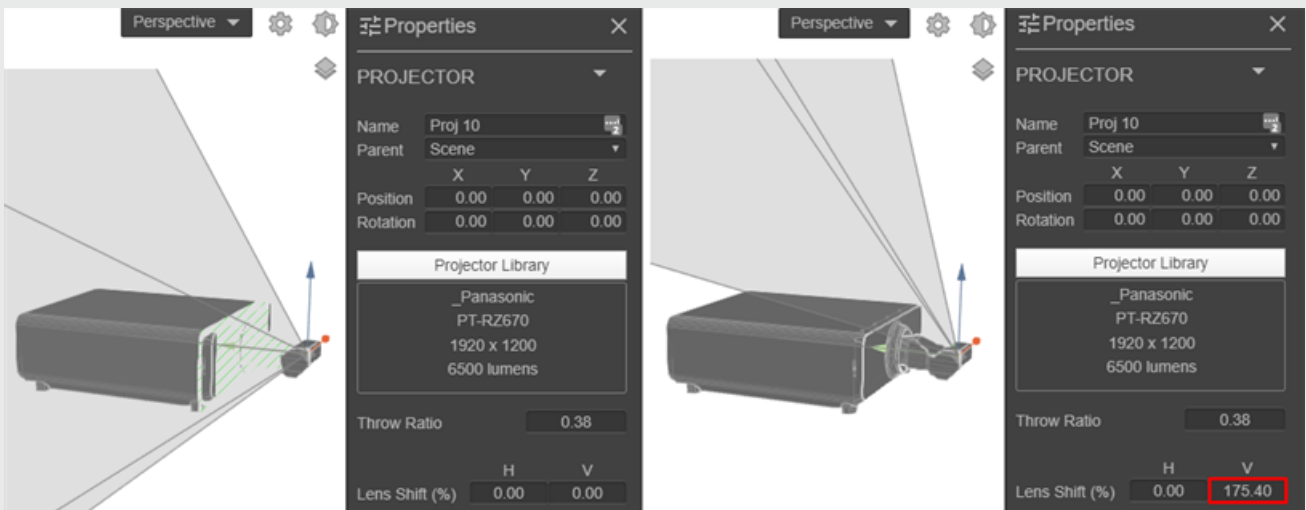 Perspective
Properties
PROJECTOR
Name Proj 10
Parent Scene
X Y Z
Position 0.00 0.00 0.00
Rotation 0.00 0.00 0.00
Projector Library
_Panasonic
PT-RZ670
1920 x 1200
6500 lumens
Throw Ratio 0.38
H V
Lens Shift (%) 0.00 0.00
Perspective
Properties
PROJECTOR
Name Proj 10
Parent Scene
X Y Z
Position 0.00 0.00 0.00
Rotation 0.00 0.00 0.00
Projector Library
_Panasonic
PT-RZ670
1920 x 1200
6500 lumens
Throw Ratio 0.38
H V
Lens Shift (%) 0.00 175.40